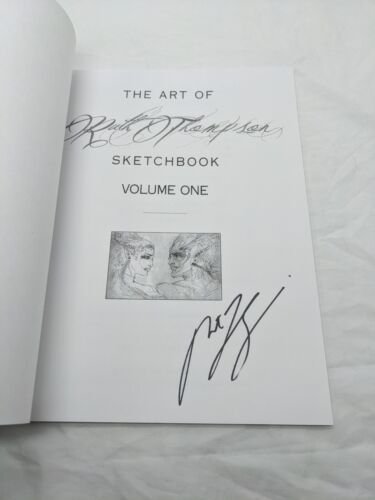 THE ART OF
Ruth Thompson
SKETCHBOOK
VOLUME ONE